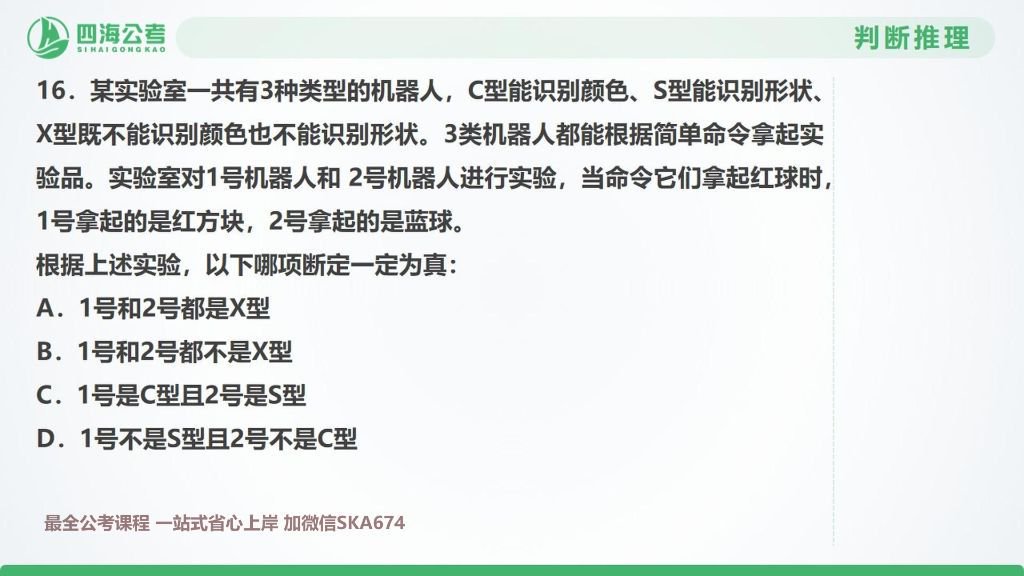 四海公考
SIHAIGONGKAO
判断推理
16．某实验室一共有3种类型的机器人，C型能识别颜色、S型能识别形状、
X型既不能识别颜色也不能识别形状。3类机器人都能根据简单命令拿起实
验品。实验室对1号机器人和 2号机器人进行实验，当命令它们拿起红球时，
1号拿起的是红方块，2号拿起的是蓝球。
根据上述实验，以下哪项断定一定为真：
A．1号和2号都是X型
B．1号和2号都不是X型
C．1号是C型且2号是S型
D．1号不是S型且2号不是C型
最全公考课程 一站式省心上岸 加微信SKA674